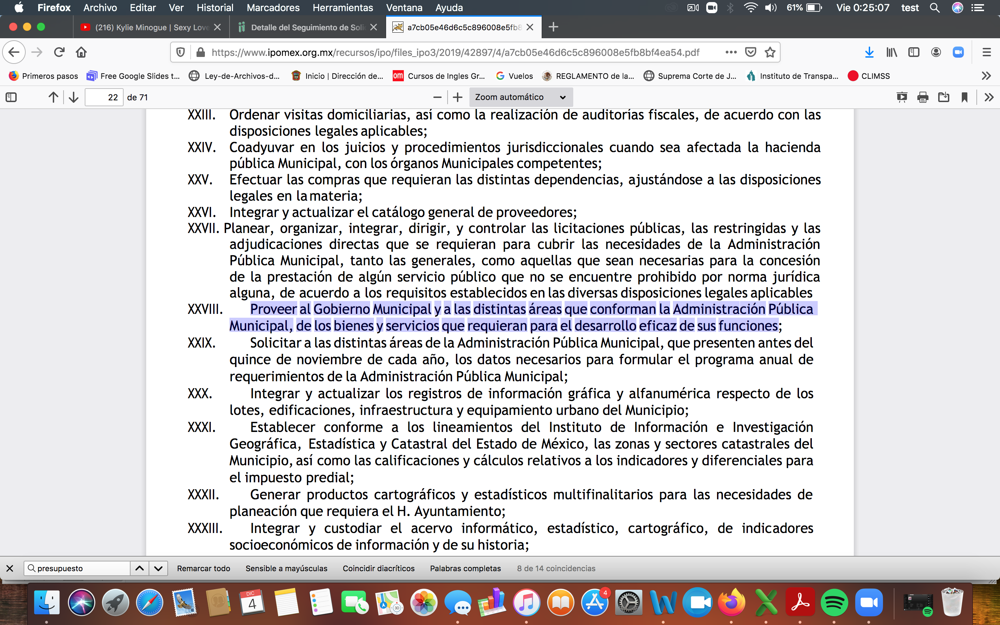 Firefox Archivo Editar Ver Historial Marcadores Herramientas Ventana Ayuda 61% Vie 0:25:07 test
(216) Kylie Minogue | Sexy Love Detalle del Seguimiento de Soli a7cb05e46d6c5c896008e5fb8
https://www.ipomex.org.mx/recursos/ipo/files_ipo3/2019/42897/4/a7cb05e46d6c5c896008e5fb8bf4ea54.pdf
Primeros pasos Free Google Slides t... Ley-de-Archivos-d... Inicio | Dirección de... om Cursos de Ingles Gr... Vuelos REGLAMENTO de la... Suprema Corte de J... Instituto de Transpa... CLIMSS
22 de 71 Zoom automático
XXIII. Ordenar visitas domiciliarias, así como la realización de auditorías fiscales, de acuerdo con las
disposiciones legales aplicables;
XXIV. Coadyuvar en los juicios y procedimientos jurisdiccionales cuando sea afectada la hacienda
pública Municipal, con los órganos Municipales competentes;
XXV. Efectuar las compras que requieran las distintas dependencias, ajustándose a las disposiciones
legales en la materia;
XXVI. Integrar y actualizar el catálogo general de proveedores;
XXVII. Planear, organizar, integrar, dirigir, y controlar las licitaciones públicas, las restringidas y las
adjudicaciones directas que se requieran para cubrir las necesidades de la Administración
Pública Municipal, tanto las generales, como aquellas que sean necesarias para la concesión
de la prestación de algún servicio público que no se encuentre prohibido por norma jurídica
alguna, de acuerdo a los requisitos establecidos en las diversas disposiciones legales aplicables
XXVIII. Proveer al Gobierno Municipal y a las distintas áreas que conforman la Administración Pública
Municipal, de los bienes y servicios que requieran para el desarrollo eficaz de sus funciones;
XXIX. Solicitar a las distintas áreas de la Administración Pública Municipal, que presenten antes del
quince de noviembre de cada año, los datos necesarios para formular el programa anual de
requerimientos de la Administración Pública Municipal;
XXX. Integrar y actualizar los registros de información gráfica y alfanumérica respecto de los
lotes, edificaciones, infraestructura y equipamiento urbano del Municipio;
XXXI. Establecer conforme a los lineamientos del Instituto de Información e Investigación
Geográfica, Estadística y Catastral del Estado de México, las zonas y sectores catastrales del
Municipio, así como las calificaciones y cálculos relativos a los indicadores y diferenciales para
el impuesto predial;
XXXII. Generar productos cartográficos y estadísticos multifinalitarios para las necesidades de
planeación que requiera el H. Ayuntamiento;
XXXIII. Integrar y custodiar el acervo informático, estadístico, cartográfico, de indicadores
socioeconómicos de información y de su historia;
presupuesto Remarcar todo Sensible a mayúsculas Coincidir diacríticos Palabras completas 8 de 14 coincidencias
DIC
4
3D
4